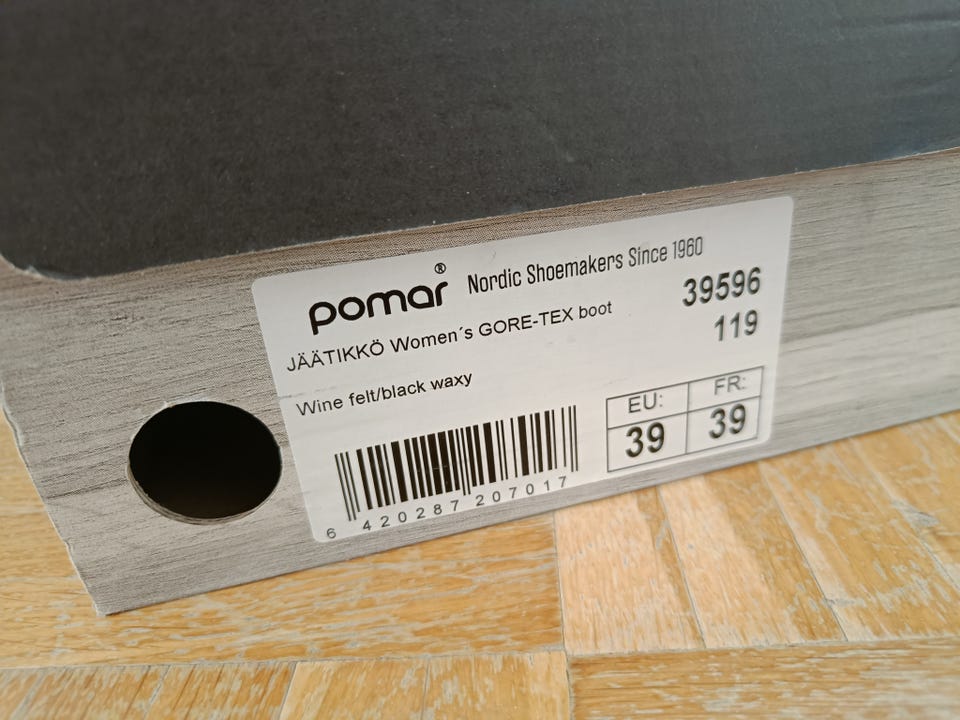 pomar® Nordic Shoemakers Since 1960
JÄÄTIKKÖ Women´s GORE-TEX boot 39596
119
Wine felt/black waxy
EU: FR:
39 39
6 420287 207017